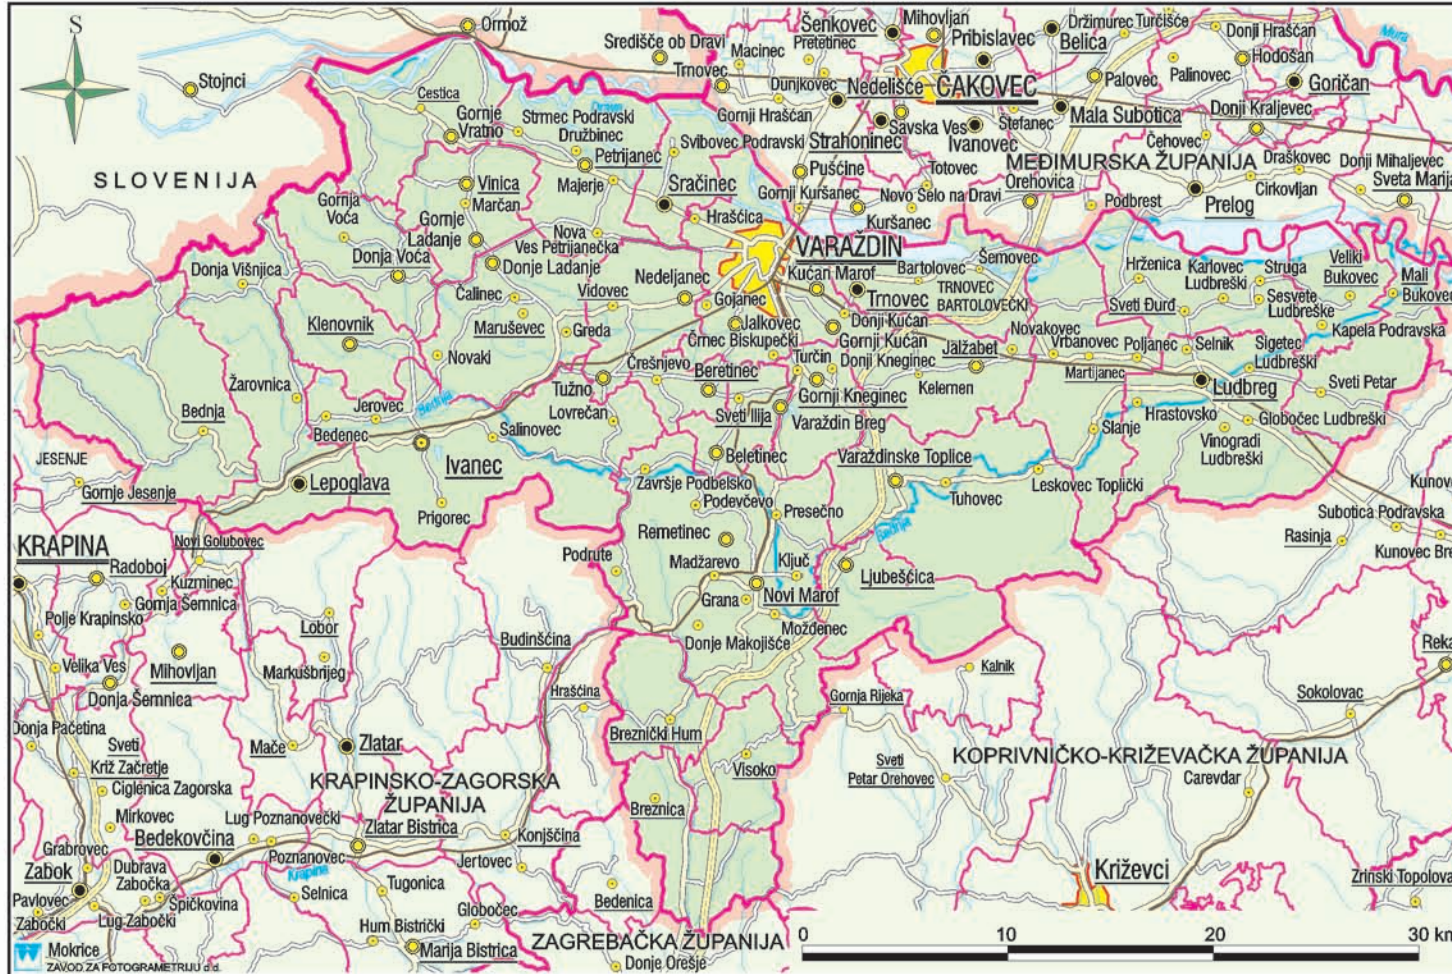 S
Ormož
Stojnci
Središče ob Dravi
Trnovec
Macinec
Šenkovec
Mihovljan
Pretetinec
Pribislavec
Držimurec Turčišće
Belica
Donji Hrašćan
Mura
Hodošan
Palinovec
Palovec
Goričan
Dunjkovec
Nedelišće
ČAKOVEC
Gornji Hrašćan
Mala Subotica
Donji Kraljevec
Strahoninec
Savska Ves
Ivanovec
Štefanec
Čehovec
MEĐIMURSKA ŽUPANIJA
Draškovec
Donji Mihaljevec
Sveta Marija
Cirkovljan
Prelog
Podbrest
Orehovica
Totovec
Novo Selo na Dravi
Kuršanec
Gornji Kuršanec
Pušćine
Cestica
Gornje
Vratno
Strmec Podravski
Družbinec
Drava
Petrijanec
Svibovec Podravski
Majerje
Sračinec
Hrašćica
SLOVENIJA
Vinica
Marčan
Gornja
Voća
Gornje
Ladanje
Donja Voća
Nova
Ves Petrijanečka
Donje Ladanje
VARAŽDIN
Kućan Marof
Bartolovec
Šemovec
TRNOVEC
BARTOLOVEČKI
Trnovec
Hrženica
Karlovec
Ludbreški
Struga
Veliki
Bukovec
Mali
Bukovec
Sveti Đurđ
Sesvete
Ludbreške
Kapela Podravska
Donja Višnjica
Nedeljanec
Čalinec
Vidovec
Gojanec
Maruševec
Greda
Jalkovec
Donji Kućan
Gornji Kućan
Črnec Biškupečki
Klenovnik
Novaki
Turčin
Donji Kneginec
Jalžabet
Novakovec
Vrbanovec
Poljanec
Selnik
Sigetec
Ludbreški
Martijanec
Ludbreg
Sveti Petar
Kelemen
Črešnjevo
Beretinec
Tužno
Gornji Kneginec
Žarovnica
Bednja
Jerovec
Bednja
Lovrečan
Sveti Ilija
Varaždin Breg
Bedenec
Salinovec
Hrastovsko
Globočec Ludbreški
Slanje
Vinogradi
Ludbreški
JESENJE
Gornje Jesenje
Lepoglava
Ivanec
Beletinec
Varaždinske Toplice
Završje Podbelsko
Podevčevo
Tuhovec
Leskovec Toplički
Prigorec
Presečno
Bednja
Subotica Podravska
Rasinja
Remetinec
Podrute
Madžarevo
Ključ
Ljubešćica
KRAPINA
Radoboj
Novi Golubovec
Kuzminec
Gornja Šemnica
Polje Krapinsko
Grana
Novi Marof
Možđenec
Donje Makojišće
Lobor
Budinšćina
Velika Ves
Mihovljan
Markušbrijeg
Donja Šemnica
Hrašćina
Kalnik
Gornja Rijeka
Sokolovac
Donja Pačetina
Mače
Zlatar
Breznički Hum
Sveti
Križ Začretje
Visoko
Sveti
Petar Orehovec
KOPRIVNIČKO-KRIŽEVAČKA ŽUPANIJA
Carevdar
Ciglenica Zagorska
KRAPINSKO-ZAGORSKA
ŽUPANIJA
Breznica
Mirkovec
Lug Poznanovečki
Zlatar Bistrica
Konjšćina
Bedekovčina
Grabrovec
Poznanovec
Jertovec
Zabok
Dubrava
Zabočka
Krapina
Tugonica
Bedenica
Križevci
Pavlovec
Zabočki
Špičkovina
Selnica
Lug Zabočki
Globočec
Hum Bistrički
Marija Bistrica
ZAGREBAČKA ŽUPANIJA
Donje Orešje
Mokrice
ZAVOD ZA FOTOGRAMETRIJU d.d.
0 10 20 30 km